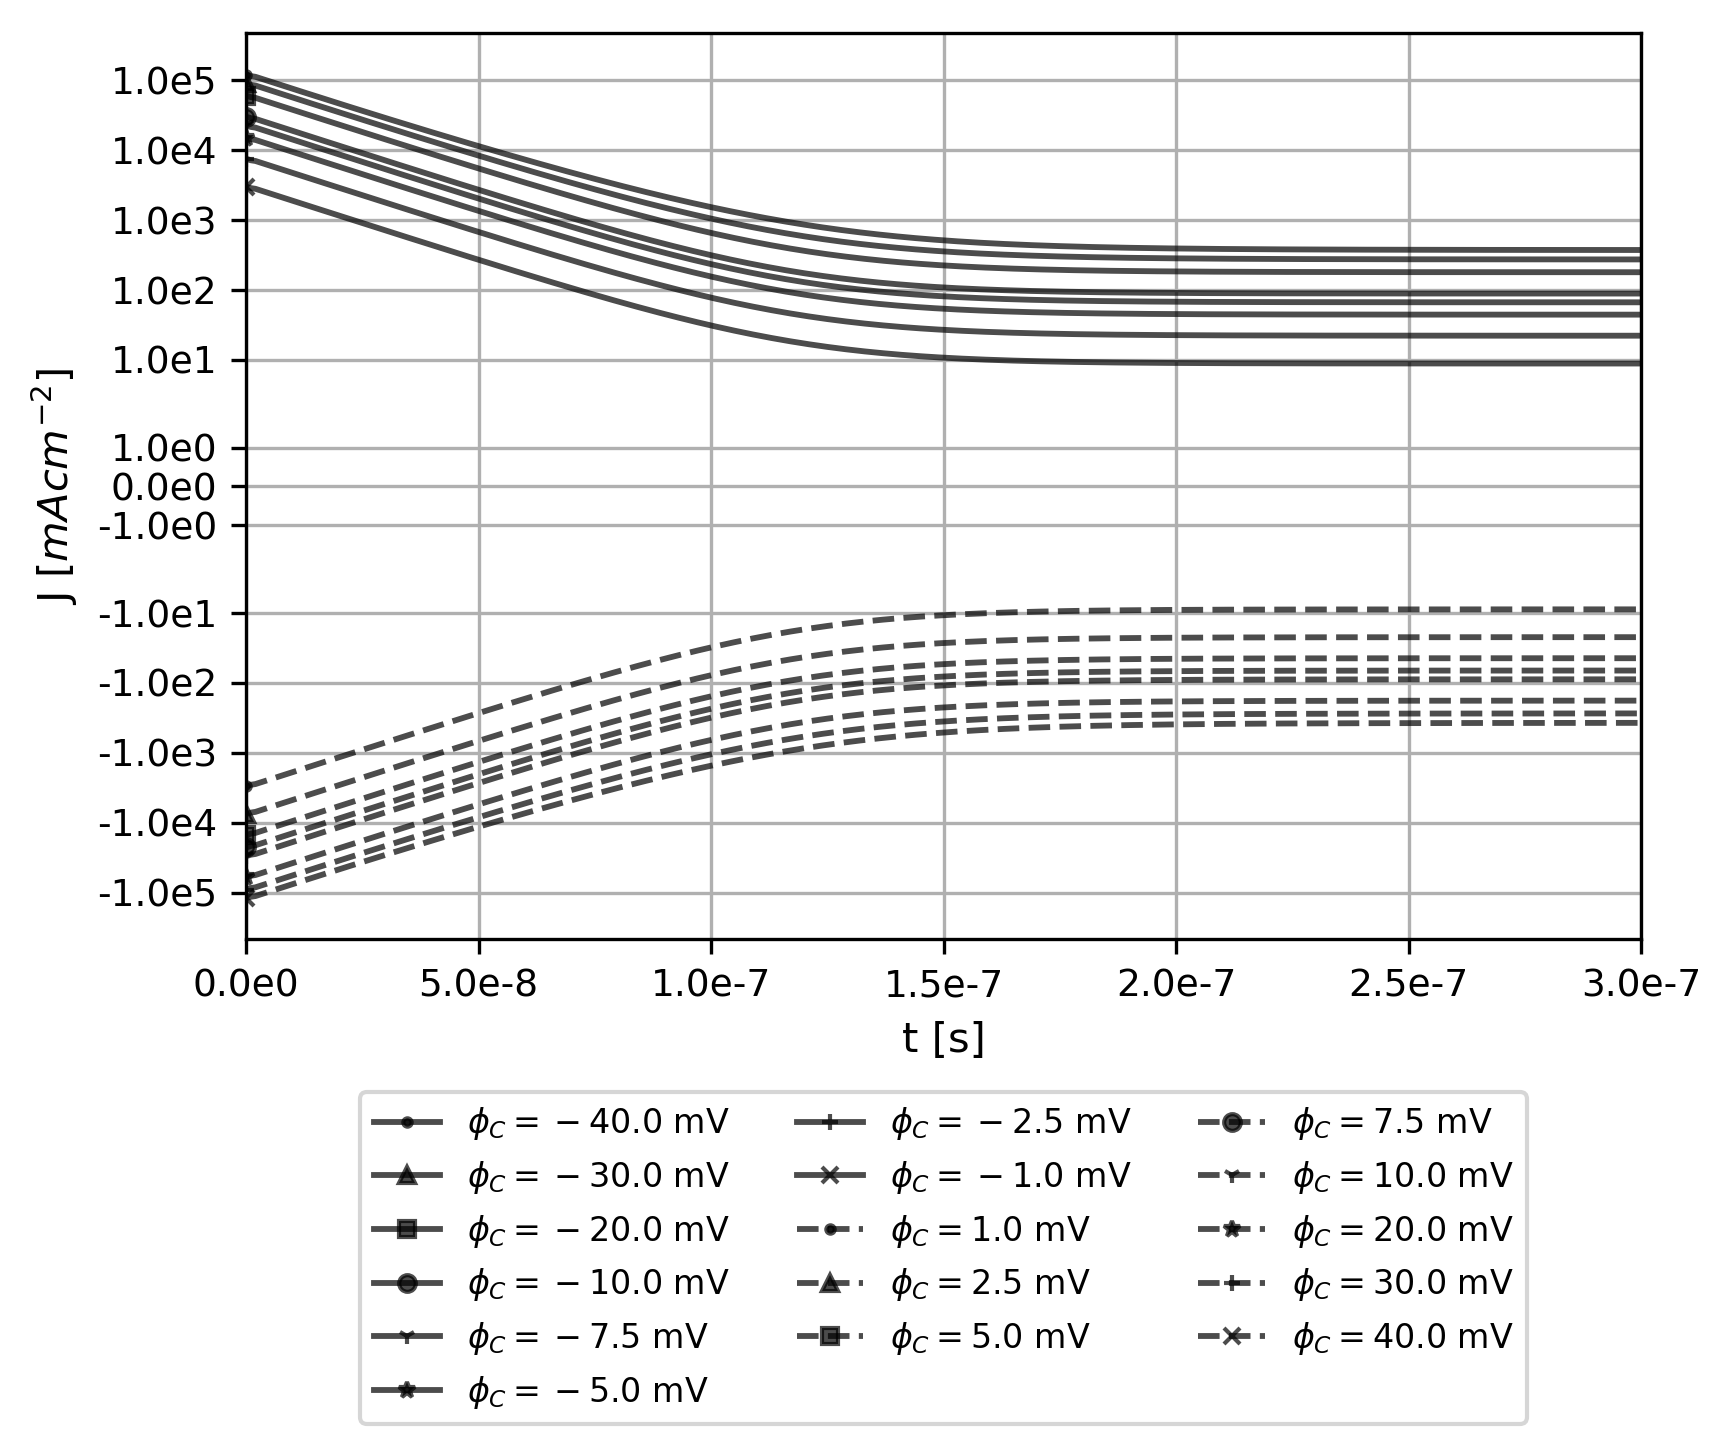 1.0e5
1.0e4
1.0e3
1.0e2
1.0e1
1.0e0
0.0e0
-1.0e0
-1.0e1
-1.0e2
-1.0e3
-1.0e4
-1.0e5
J [mAcm⁻²]
0.0e0 5.0e-8 1.0e-7 1.5e-7 2.0e-7 2.5e-7 3.0e-7
t [s]
ϕ_C = −40.0 mV
ϕ_C = −30.0 mV
ϕ_C = −20.0 mV
ϕ_C = −10.0 mV
ϕ_C = −7.5 mV
ϕ_C = −5.0 mV
ϕ_C = −2.5 mV
ϕ_C = −1.0 mV
ϕ_C = 1.0 mV
ϕ_C = 2.5 mV
ϕ_C = 5.0 mV
ϕ_C = 7.5 mV
ϕ_C = 10.0 mV
ϕ_C = 20.0 mV
ϕ_C = 30.0 mV
ϕ_C = 40.0 mV